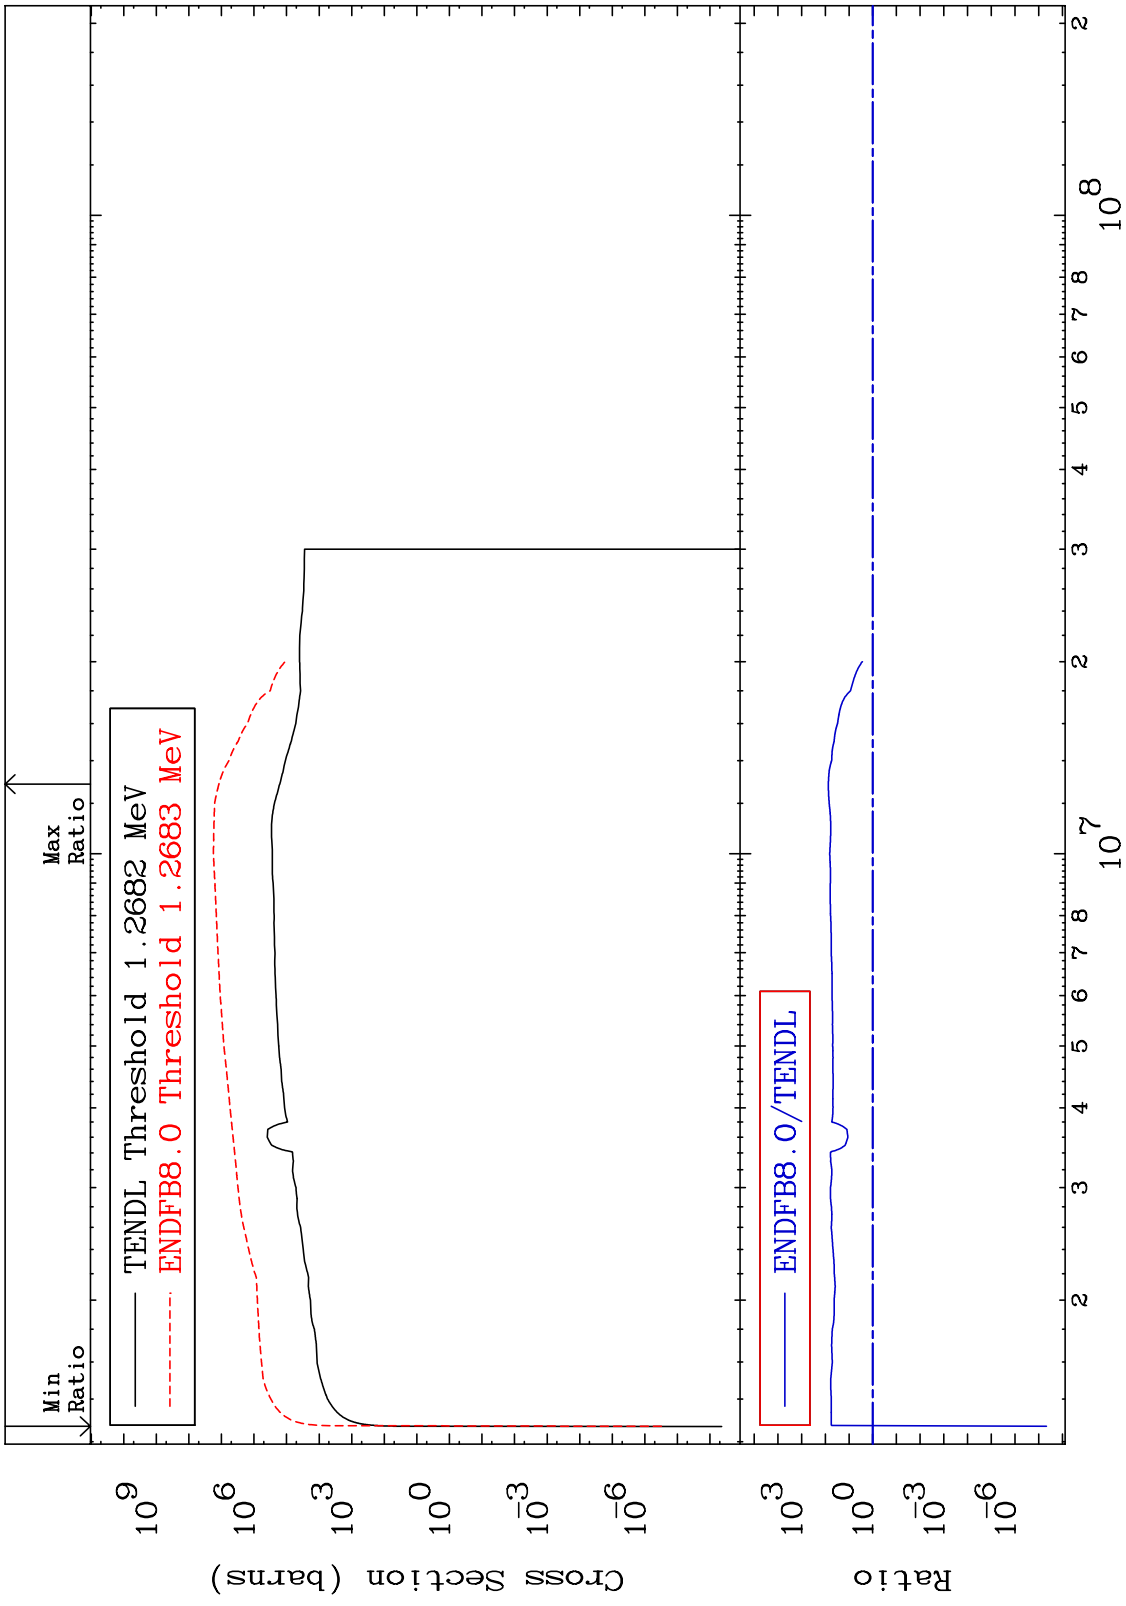 Min
Ratio
Max
Ratio
TENDL Threshold 1.2682 MeV
ENDFB8.0 Threshold 1.2683 MeV
10^9
10^6
10^3
10^0
10^-3
10^-6
Cross Section (barns)
ENDFB8.0/TENDL
10^3
10^0
10^-3
10^-6
Ratio
2 3 4 5 6 7 8 10^7 2 3 4 5 6 7 8 10^8 2